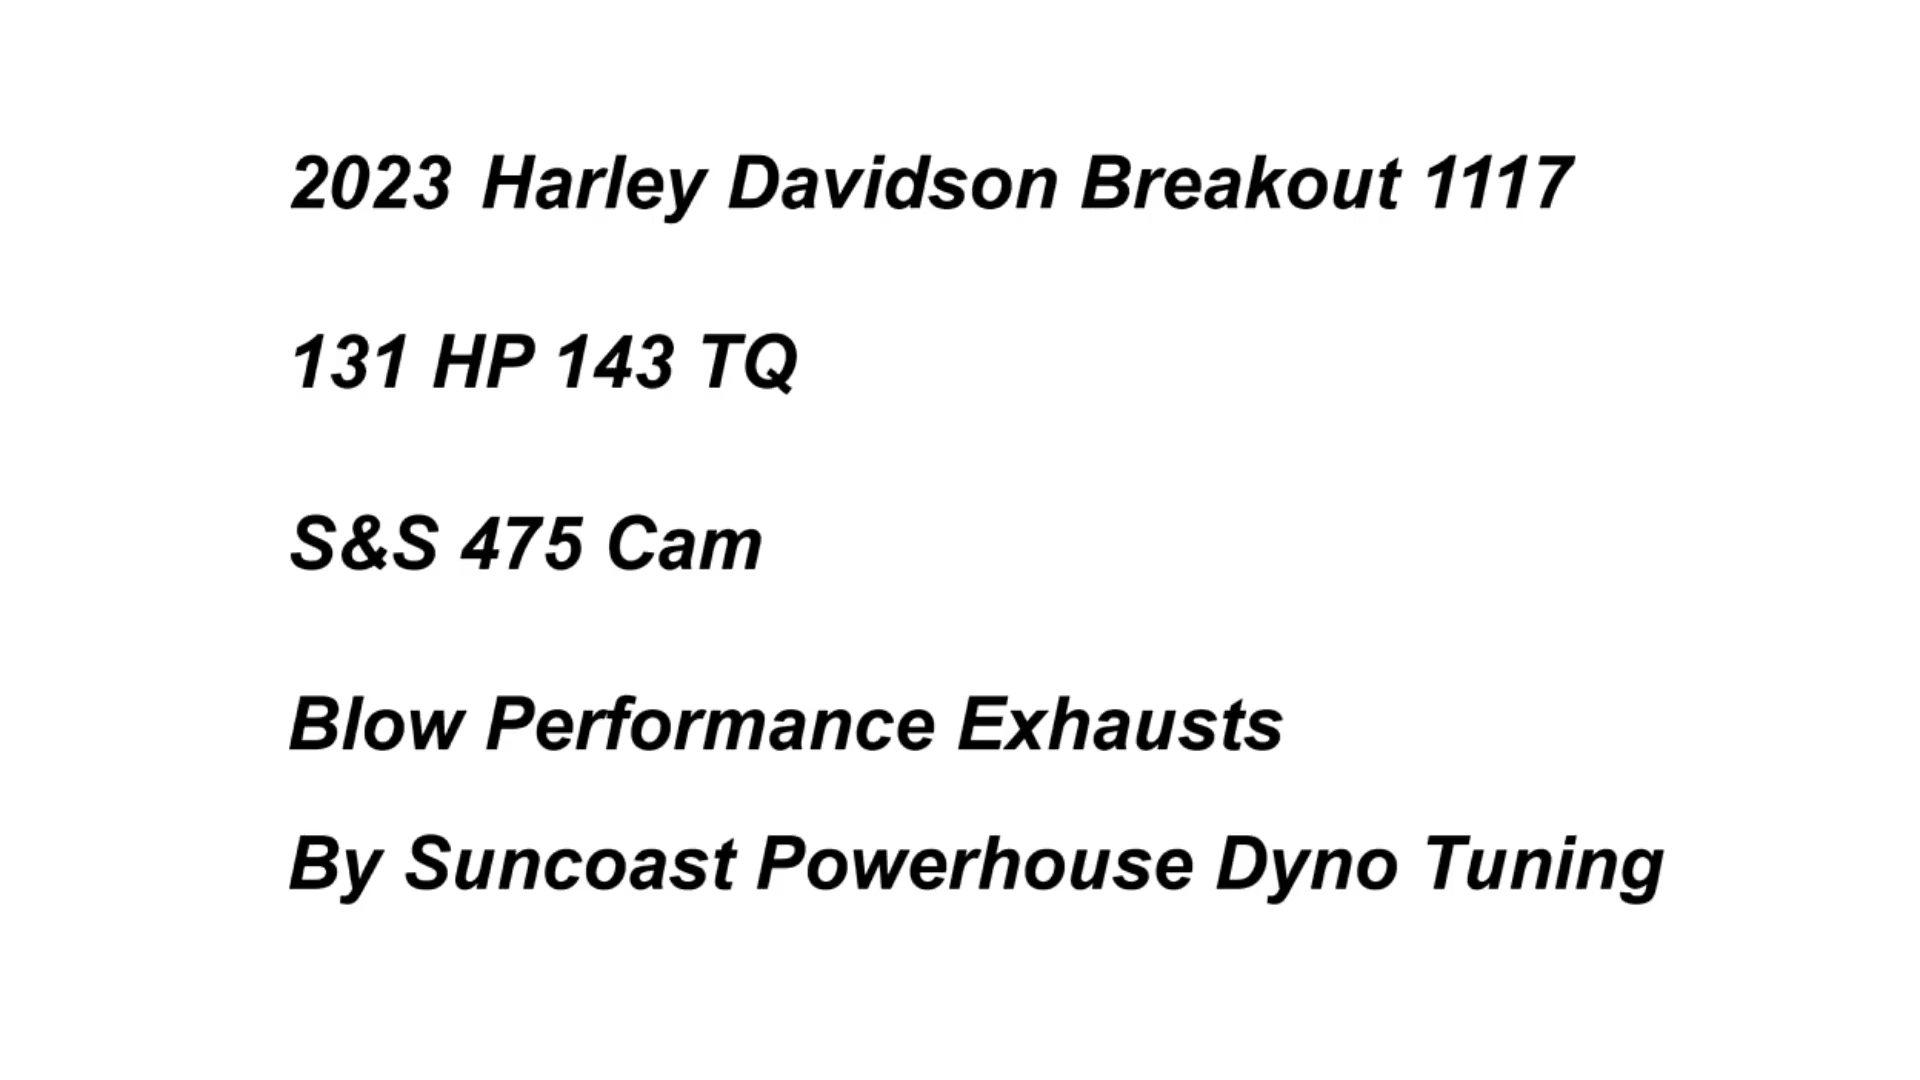 2023 Harley Davidson Breakout 1117
131 HP 143 TQ
S&S 475 Cam
Blow Performance Exhausts
By Suncoast Powerhouse Dyno Tuning